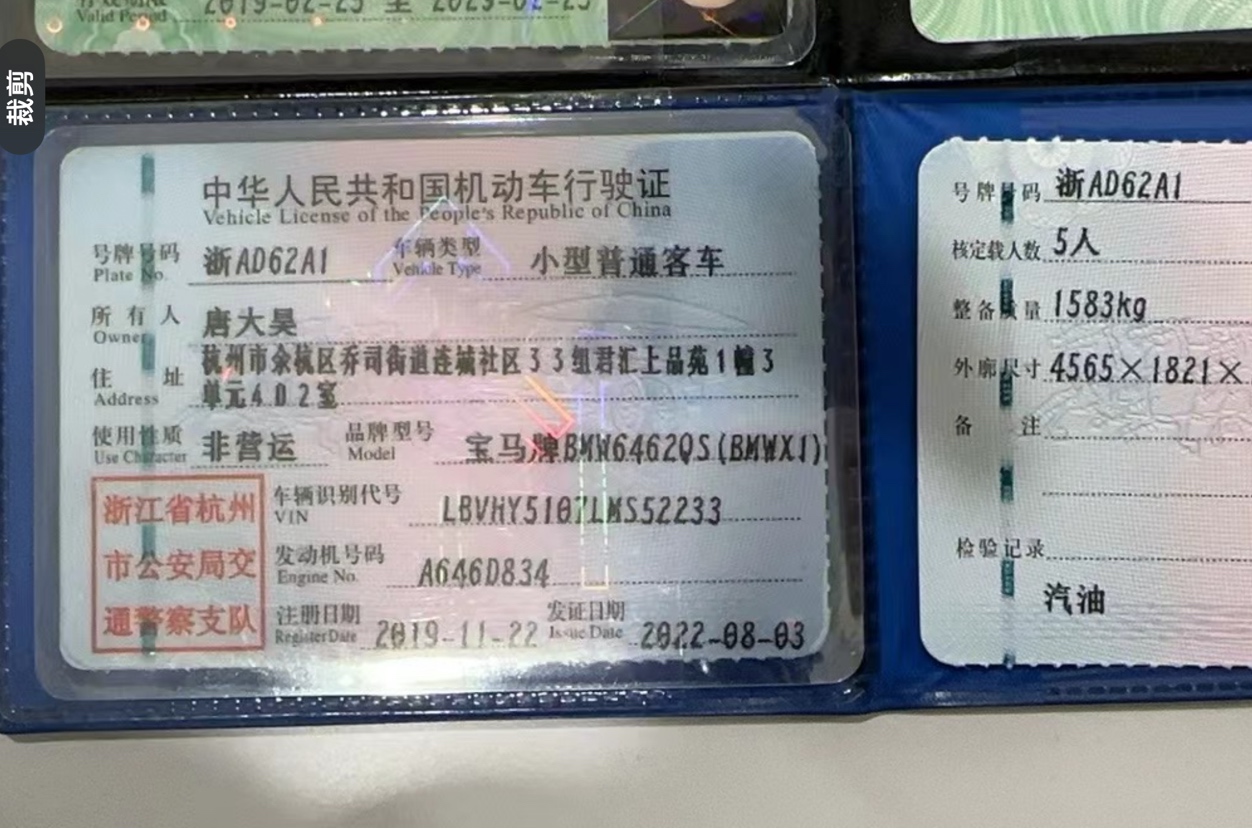 裁剪
Valid Period 2019-02-25 至 2029-02-25
中华人民共和国机动车行驶证
Vehicle License of the People's Republic of China
号牌号码 浙AD62A1 车辆类型 小型普通客车
Plate No. Vehicle Type
所有人 唐大昊
Owner
住址 杭州市余杭区乔司街道连城社区33组君汇上品苑1幢3
Address 单元402室
使用性质 非营运 品牌型号 宝马牌BMW6462QS(BMWX1)
Use Character Model
浙江省杭州
市公安局交
通警察支队
车辆识别代号 LBVHY5107LMS52233
VIN
发动机号码 A646D834
Engine No.
注册日期 2019-11-22 发证日期 2022-08-03
Register Date Issue Date
号牌号码 浙AD62A1
核定载人数 5人
整备质量 1583kg
外廓尺寸 4565×1821×
备注
检验记录
汽油